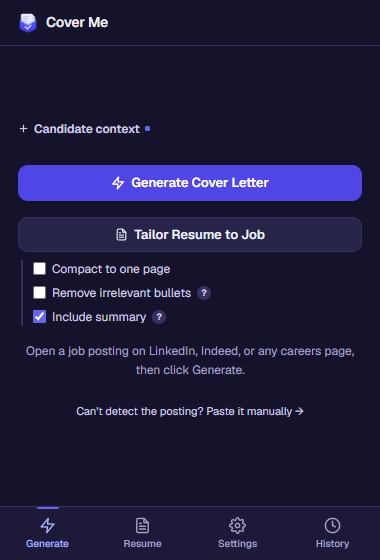 Cover Me
+ Candidate context
Generate Cover Letter
Tailor Resume to Job
Compact to one page
Remove irrelevant bullets ?
Include summary ?
Open a job posting on LinkedIn, Indeed, or any careers page,
then click Generate.
Can't detect the posting? Paste it manually →
Generate Resume Settings History